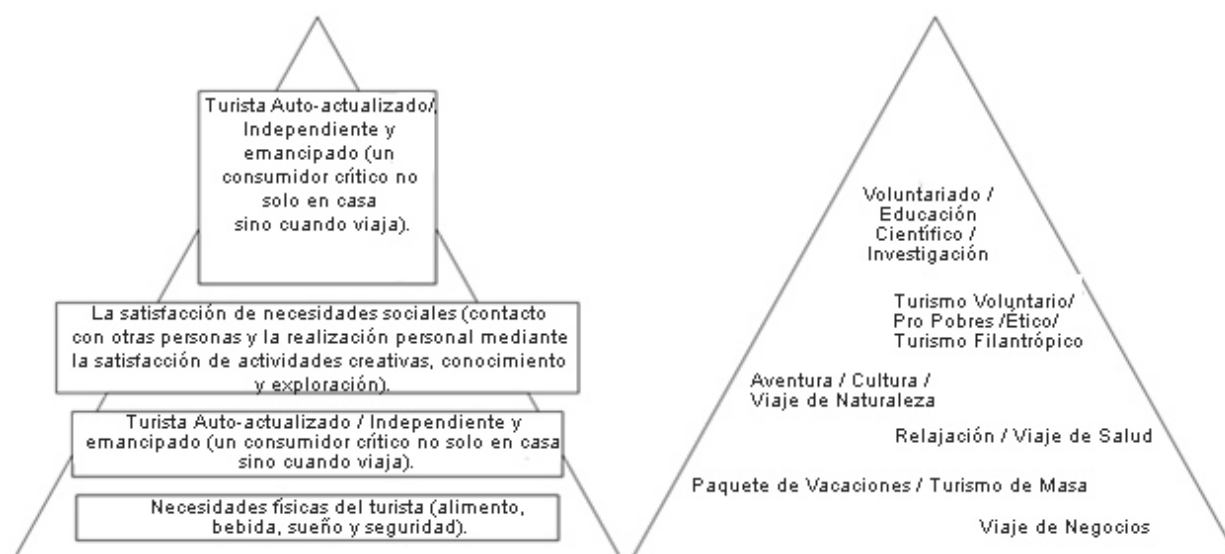 Turista Auto-actualizado/,
Independiente y
emancipado (un
consumidor crítico no
solo en casa
sino cuando viaja).
La satisfacción de necesidades sociales (contacto
con otras personas y la realización personal mediante
la satisfacción de actividades creativas, conocimiento
y exploración).
Turista Auto-actualizado / Independiente y
emancipado (un consumidor crítico no solo en casa
sino cuando viaja).
Necesidades físicas del turista (alimento,
bebida, sueño y seguridad).
Voluntariado /
Educación
Científico /
Investigación
Turismo Voluntario/
Pro Pobres /Ético/
Turismo Filantrópico
Aventura / Cultura /
Viaje de Naturaleza
Relajación / Viaje de Salud
Paquete de Vacaciones / Turismo de Masa
Viaje de Negocios